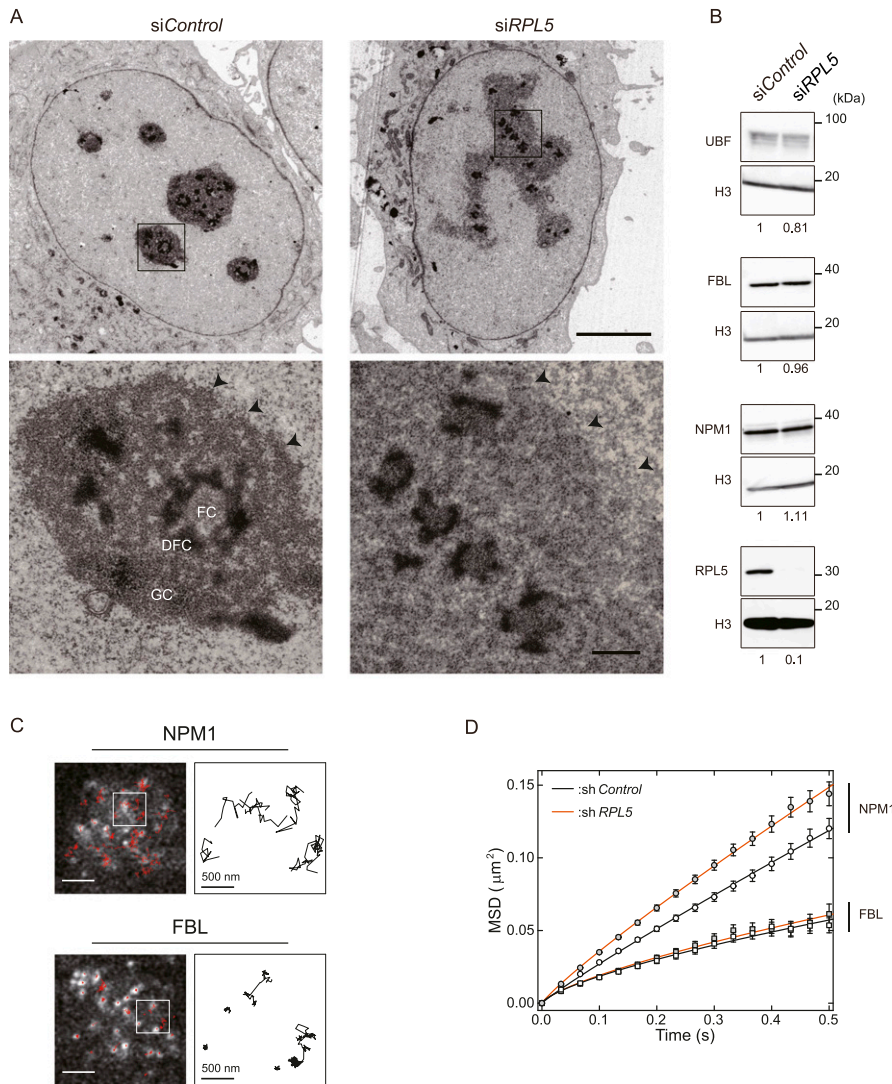 A
siControl
siRPL5
FC
DFC
GC
B
siControl
siRPL5
(kDa)
UBF
100
H3
20
1 0.81
FBL
40
H3
20
1 0.96
NPM1
40
H3
20
1 1.11
RPL5
30
H3
20
1 0.1
C
NPM1
500 nm
FBL
500 nm
D
:sh Control
:sh RPL5
NPM1
FBL
MSD ( μm²)
0.15
0.10
0.05
0.00
0.0 0.1 0.2 0.3 0.4 0.5
Time (s)